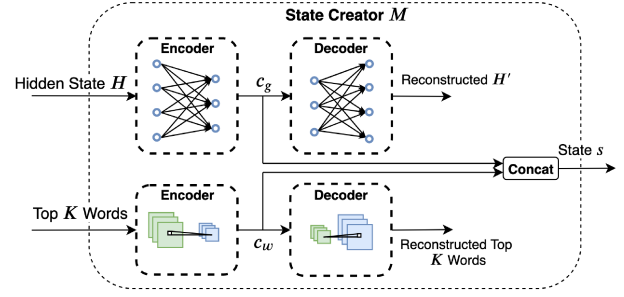 State Creator M
Encoder
Decoder
Hidden State H
c_g
Reconstructed H'
State s
Concat
Encoder
Decoder
Top K Words
c_w
Reconstructed Top
K Words